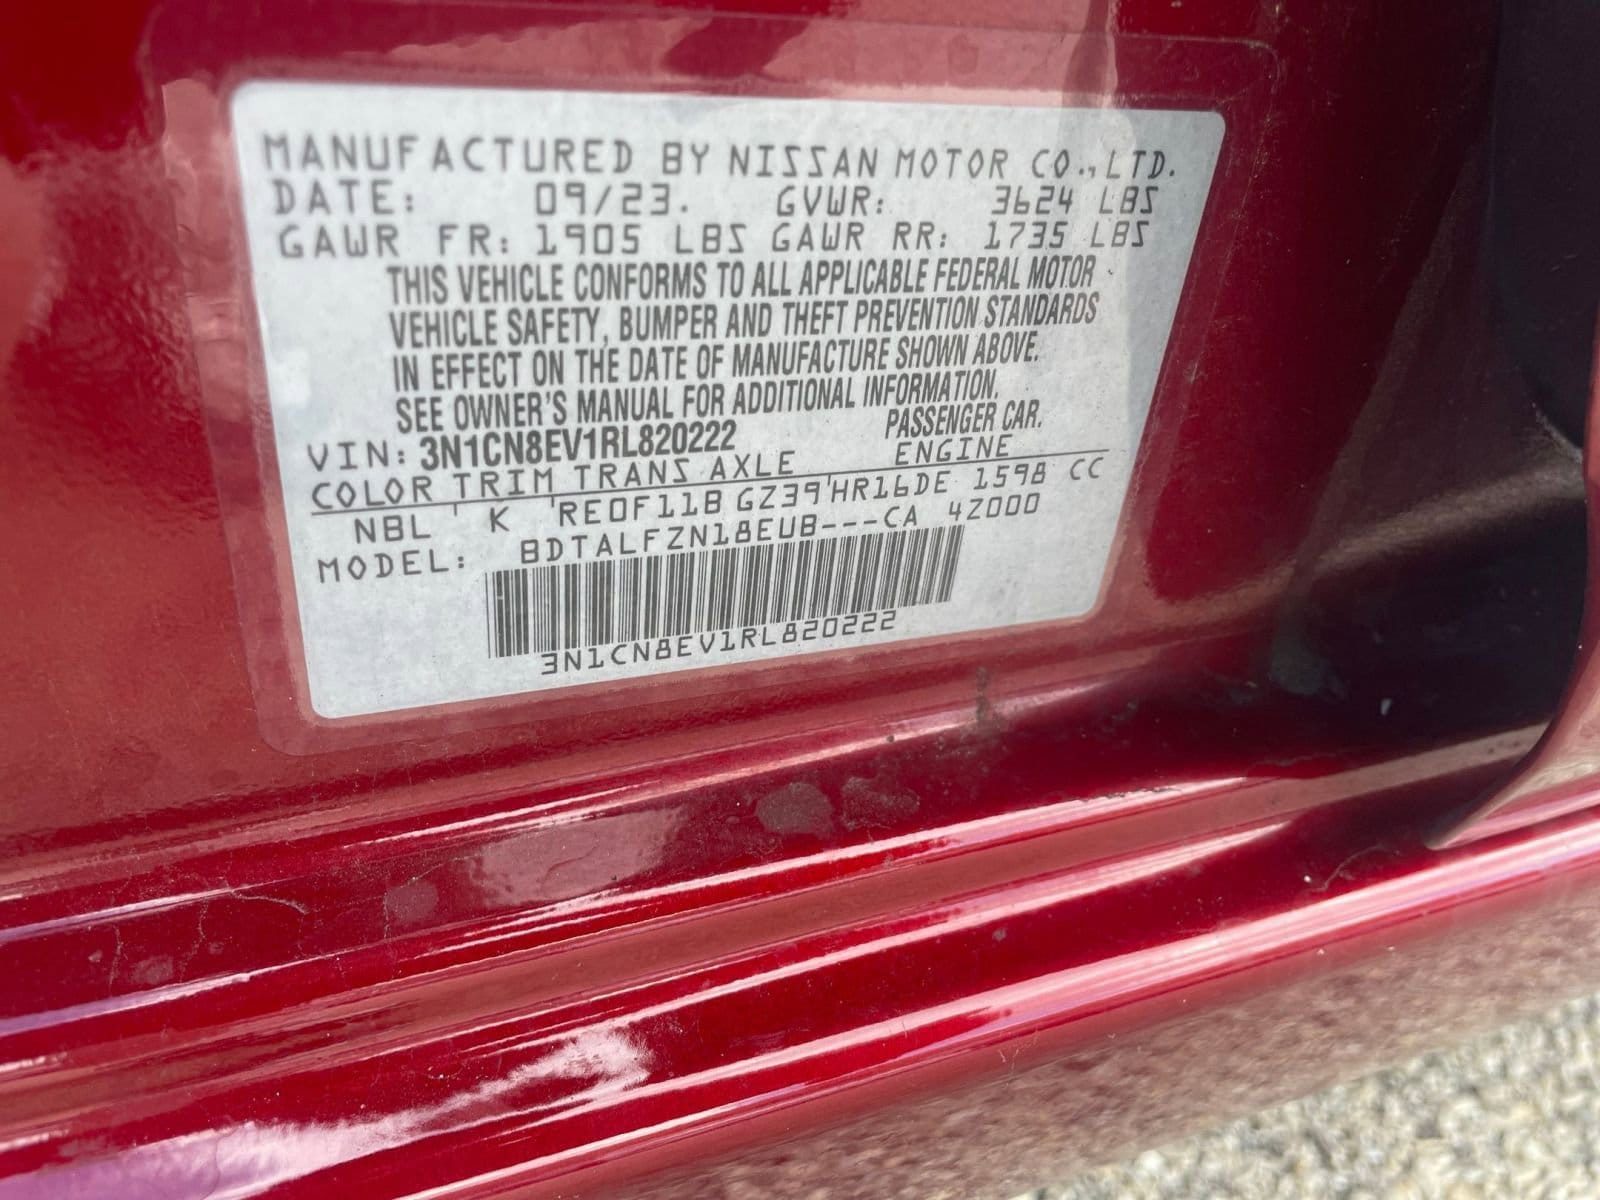 MANUFACTURED BY NISSAN MOTOR CO.,LTD.
DATE: 09/23. GVWR: 3624 LBS
GAWR FR: 1905 LBS GAWR RR: 1735 LBS
THIS VEHICLE CONFORMS TO ALL APPLICABLE FEDERAL MOTOR
VEHICLE SAFETY, BUMPER AND THEFT PREVENTION STANDARDS
IN EFFECT ON THE DATE OF MANUFACTURE SHOWN ABOVE.
SEE OWNER'S MANUAL FOR ADDITIONAL INFORMATION.
VIN: 3N1CN8EV1RL820222 PASSENGER CAR.
COLOR TRIM TRANS AXLE ENGINE
NBL ' K 'RE0F11B GZ39'HR16DE 1598 CC
MODEL: BDTALFZN18EUB---CA 4Z000
3N1CN8EV1RL820222